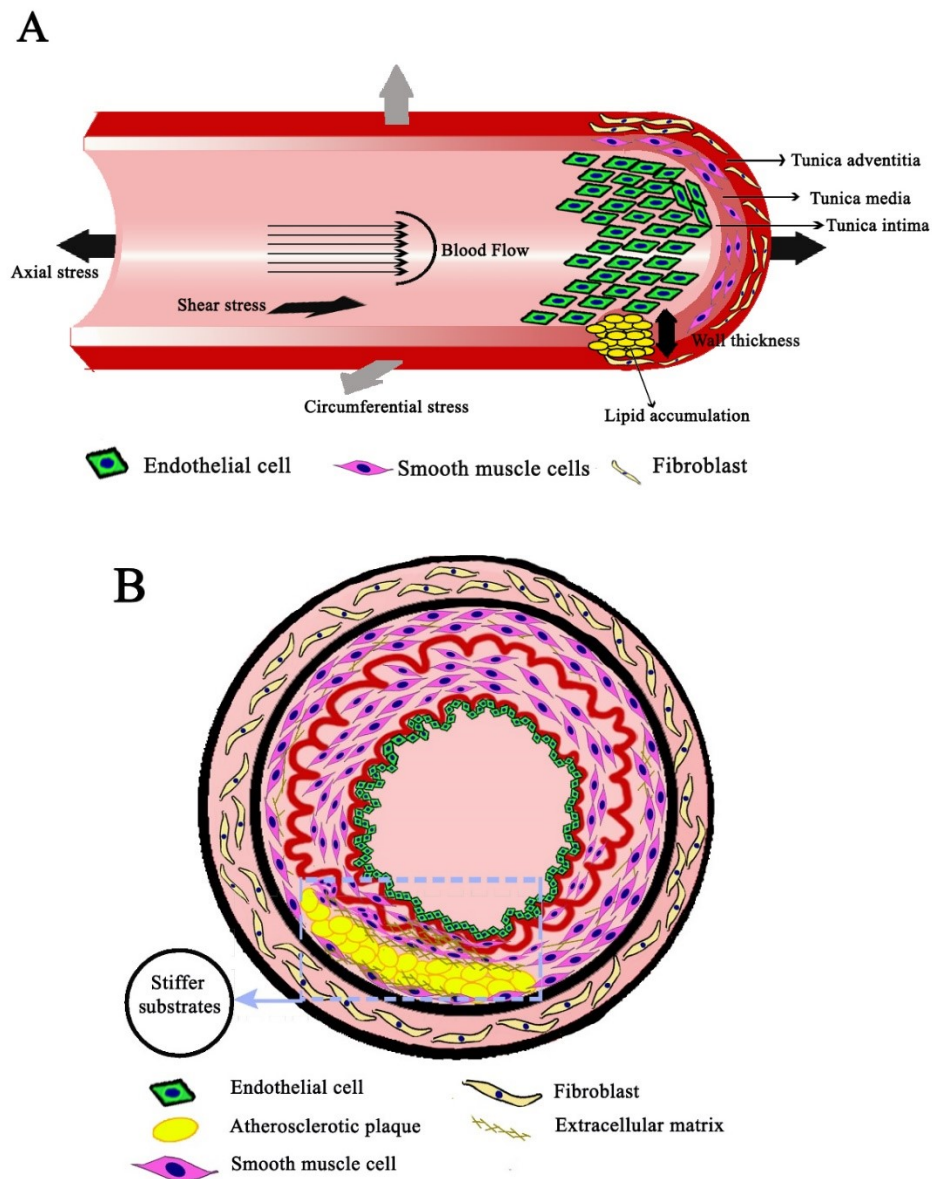 A
Tunica adventitia
Tunica media
Tunica intima
Blood Flow
Axial stress
Shear stress
Wall thickness
Circumferential stress
Lipid accumulation
Endothelial cell
Smooth muscle cells
Fibroblast
B
Stiffer
substrates
Endothelial cell
Fibroblast
Atherosclerotic plaque
Extracellular matrix
Smooth muscle cell